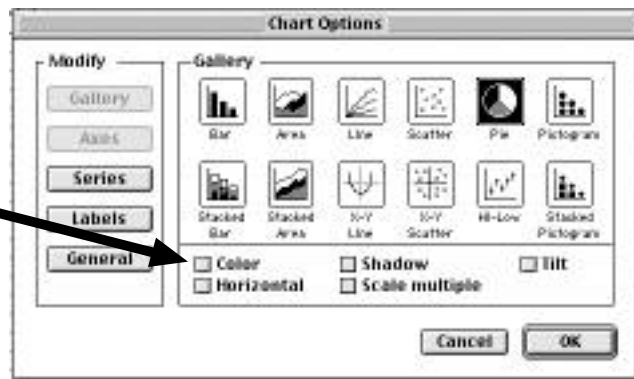 Chart Options
Modify
Gallery
Axes
Series
Labels
General
Gallery
Bar Area Line Scatter Pie Pictogram
Stacked Bar Stacked Area X-Y Line X-Y Scatter Hi-Low Stacked Pictogram
Color Shadow Tilt
Horizontal Scale multiple
Cancel OK